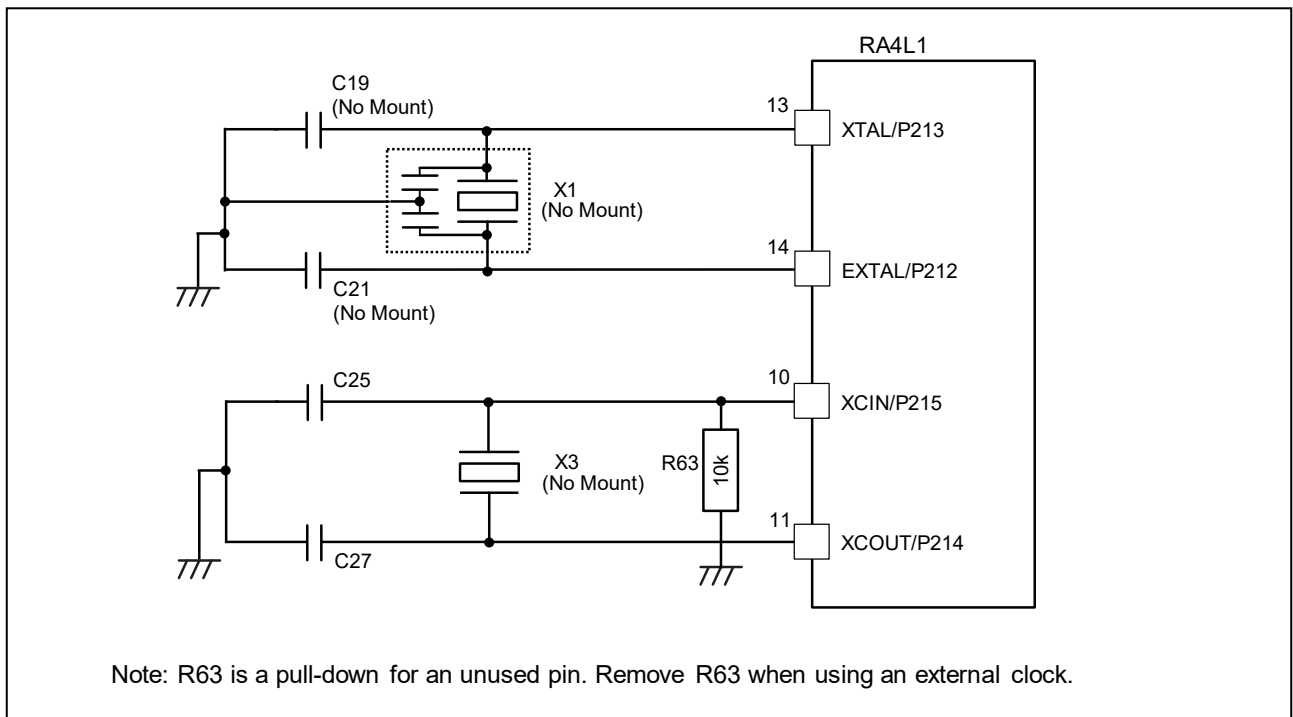 RA4L1
C19
(No Mount)
13
XTAL/P213
X1
(No Mount)
14
EXTAL/P212
C21
(No Mount)
C25
10
XCIN/P215
X3
(No Mount)
R63
10k
11
XCOUT/P214
C27
Note: R63 is a pull-down for an unused pin. Remove R63 when using an external clock.